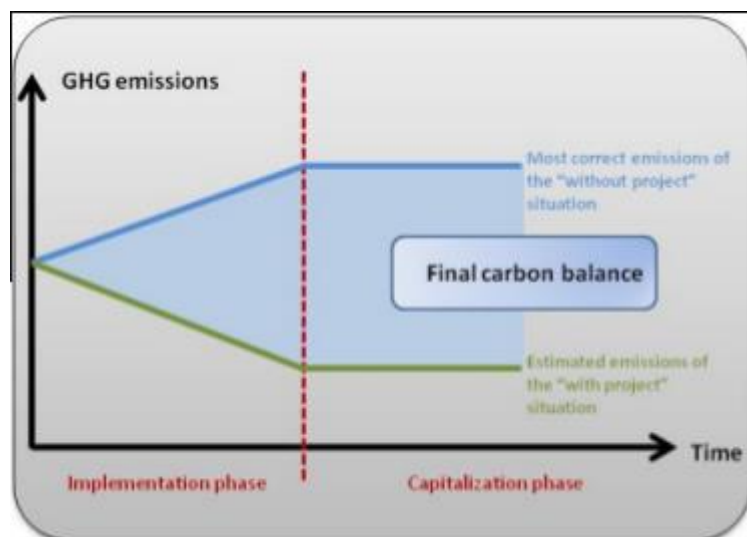 GHG emissions
Most correct emissions of
the "without project"
situation
Final carbon balance
Estimated emissions of
the "with project"
situation
Time
Implementation phase
Capitalization phase